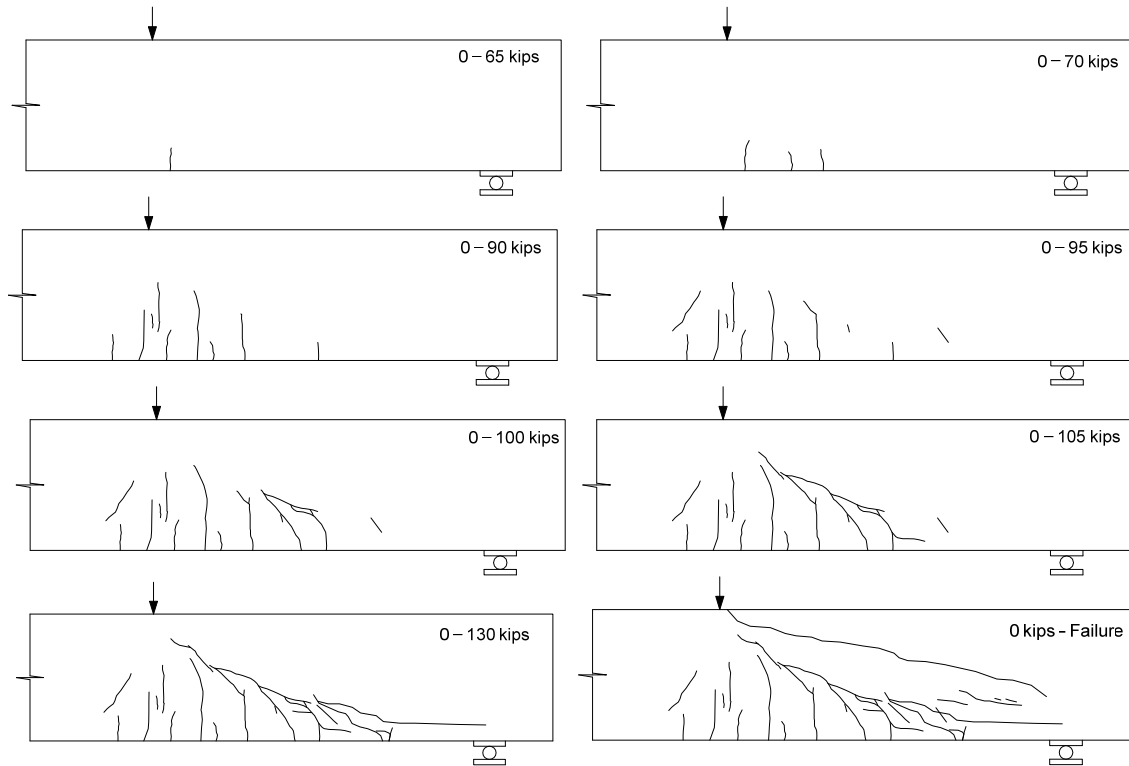 0 – 65 kips
0 – 70 kips
0 – 90 kips
0 – 95 kips
0 – 100 kips
0 – 105 kips
0 – 130 kips
0 kips - Failure